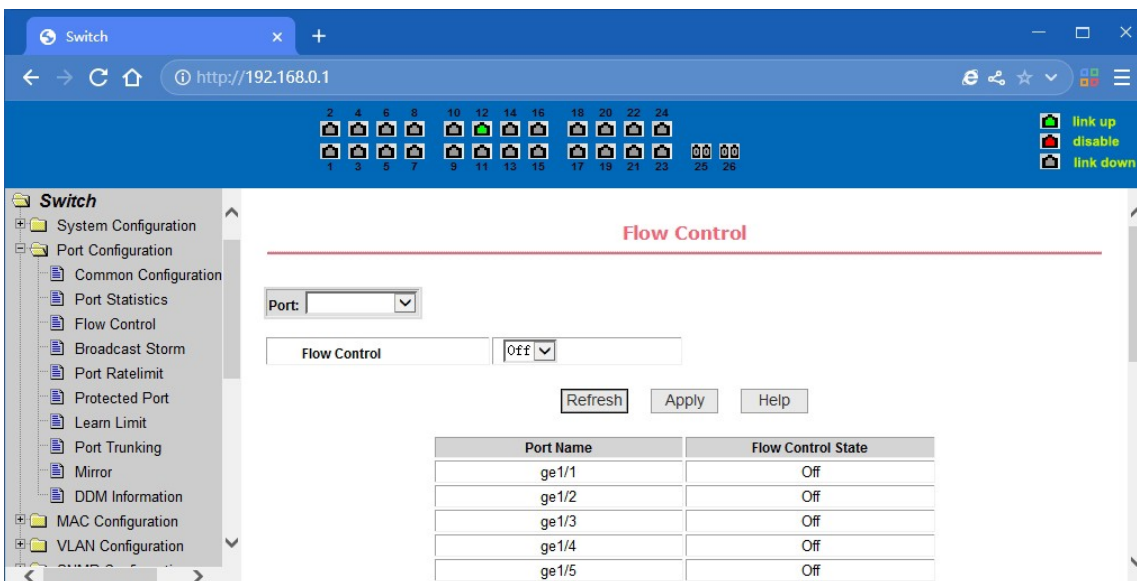 Switch
http://192.168.0.1
2 4 6 8 10 12 14 16 18 20 22 24
1 3 5 7 9 11 13 15 17 19 21 23 25 26
link up
disable
link down
Switch
System Configuration
Port Configuration
Common Configuration
Port Statistics
Flow Control
Broadcast Storm
Port Ratelimit
Protected Port
Learn Limit
Port Trunking
Mirror
DDM Information
MAC Configuration
VLAN Configuration
Flow Control
Port:
Flow Control Off
Refresh Apply Help
Port Name Flow Control State
ge1/1 Off
ge1/2 Off
ge1/3 Off
ge1/4 Off
ge1/5 Off